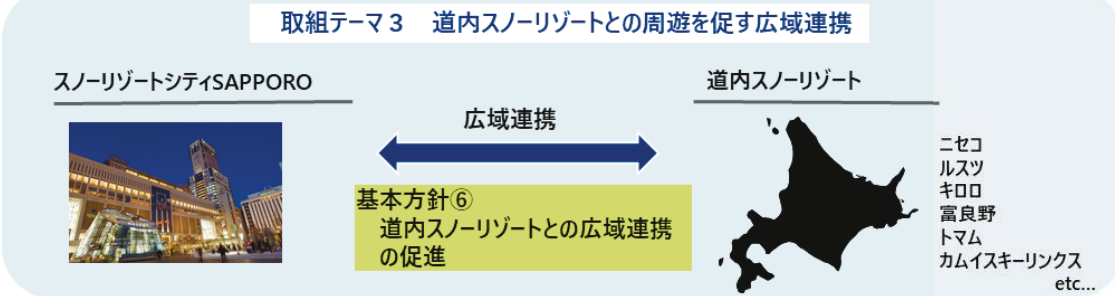 取組テーマ3　道内スノーリゾートとの周遊を促す広域連携
スノーリゾートシティSAPPORO
広域連携
基本方針⑥
道内スノーリゾートとの広域連携
の促進
道内スノーリゾート
ニセコ
ルスツ
キロロ
富良野
トマム
カムイスキーリンクス
etc...